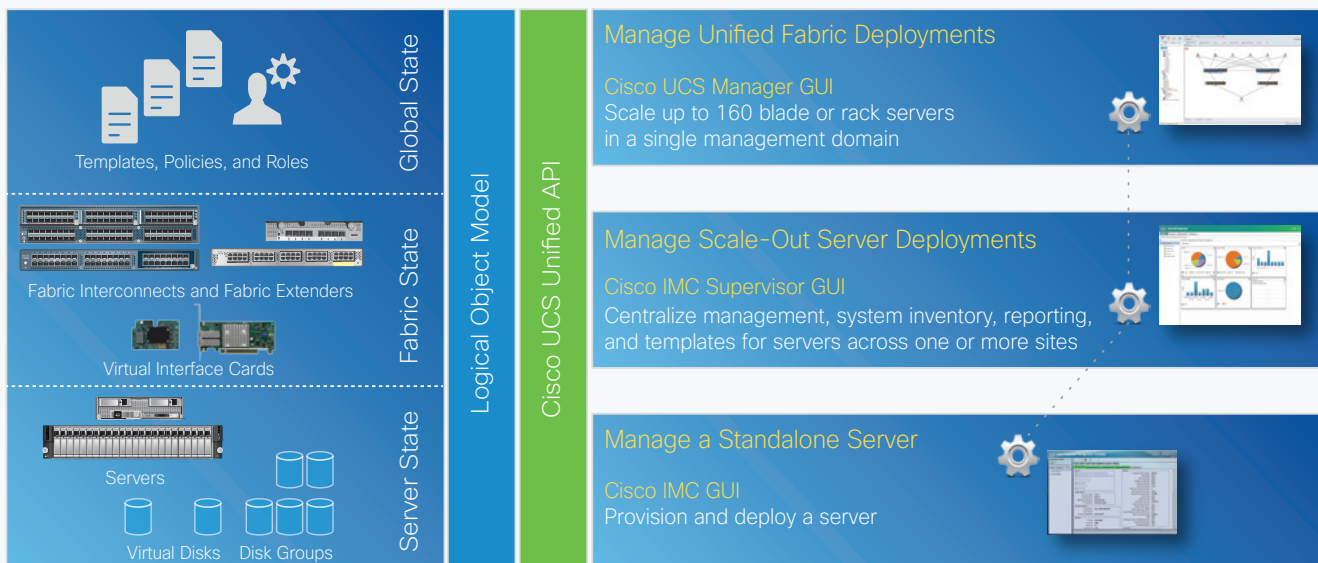 Templates, Policies, and Roles
Global State
Fabric Interconnects and Fabric Extenders
Virtual Interface Cards
Fabric State
Servers
Virtual Disks
Disk Groups
Server State
Logical Object Model
Cisco UCS Unified API
Manage Unified Fabric Deployments
Cisco UCS Manager GUI
Scale up to 160 blade or rack servers
in a single management domain
Manage Scale-Out Server Deployments
Cisco IMC Supervisor GUI
Centralize management, system inventory, reporting,
and templates for servers across one or more sites
Manage a Standalone Server
Cisco IMC GUI
Provision and deploy a server